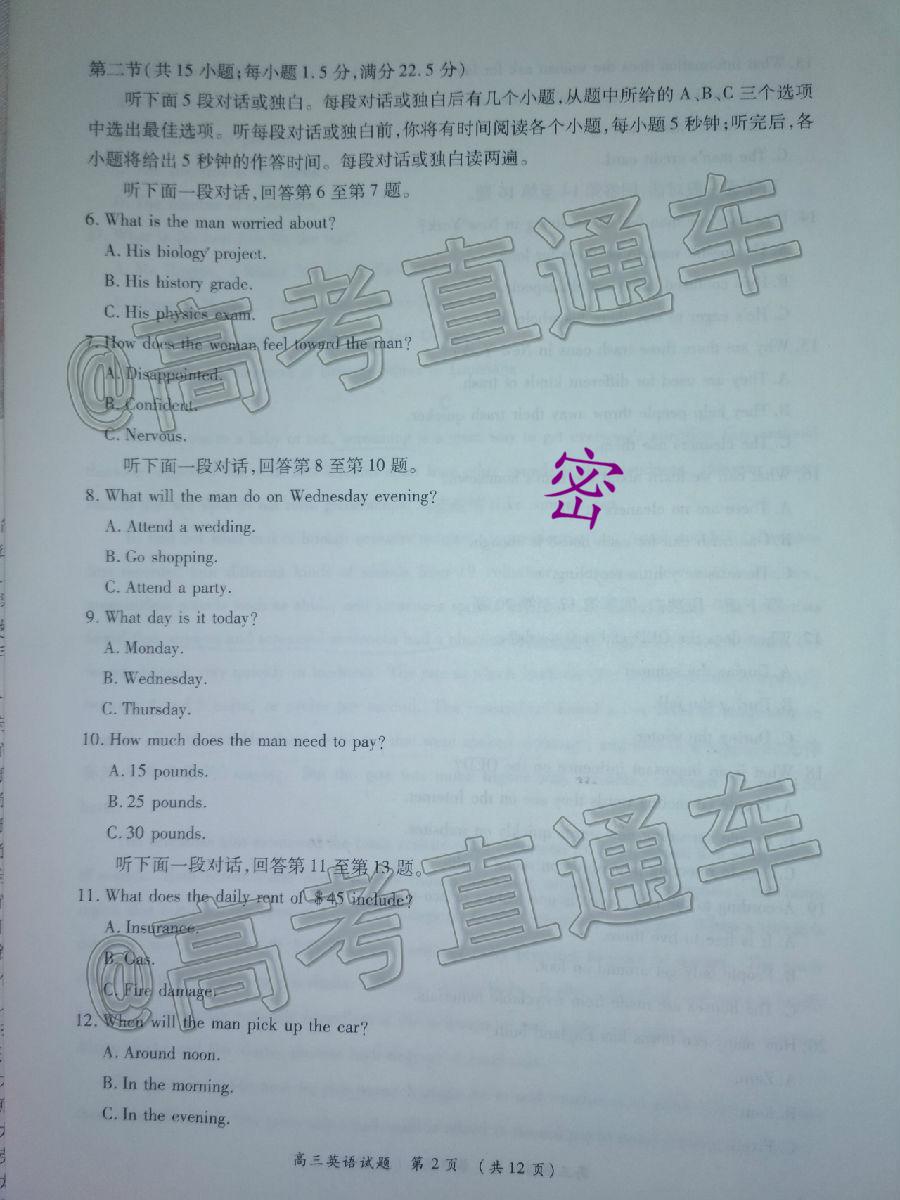 第二节(共15小题;每小题1.5分,满分22.5分)
听下面5段对话或独白。每段对话或独白后有几个小题,从题中所给的A、B、C三个选项
中选出最佳选项。听每段对话或独白前,你将有时间阅读各个小题,每小题5秒钟;听完后,各
小题将给出5秒钟的作答时间。每段对话或独白读两遍。
听下面一段对话,回答第6至第7题。
6. What is the man worried about?
A. His biology project.
B. His history grade.
C. His physics exam.
7. How does the woman feel toward the man?
A. Disappointed.
B. Confident.
C. Nervous.
听下面一段对话,回答第8至第10题。
8. What will the man do on Wednesday evening?
A. Attend a wedding.
B. Go shopping.
C. Attend a party.
9. What day is it today?
A. Monday.
B. Wednesday.
C. Thursday.
10. How much does the man need to pay?
A. 15 pounds.
B. 25 pounds.
C. 30 pounds.
听下面一段对话,回答第11至第13题。
11. What does the daily rent of $45 include?
A. Insurance.
B. Gas.
C. Fire damage.
12. When will the man pick up the car?
A. Around noon.
B. In the morning.
C. In the evening.
高三英语试题 第2页 (共12页)
@高考直通车
密
@高考直通车